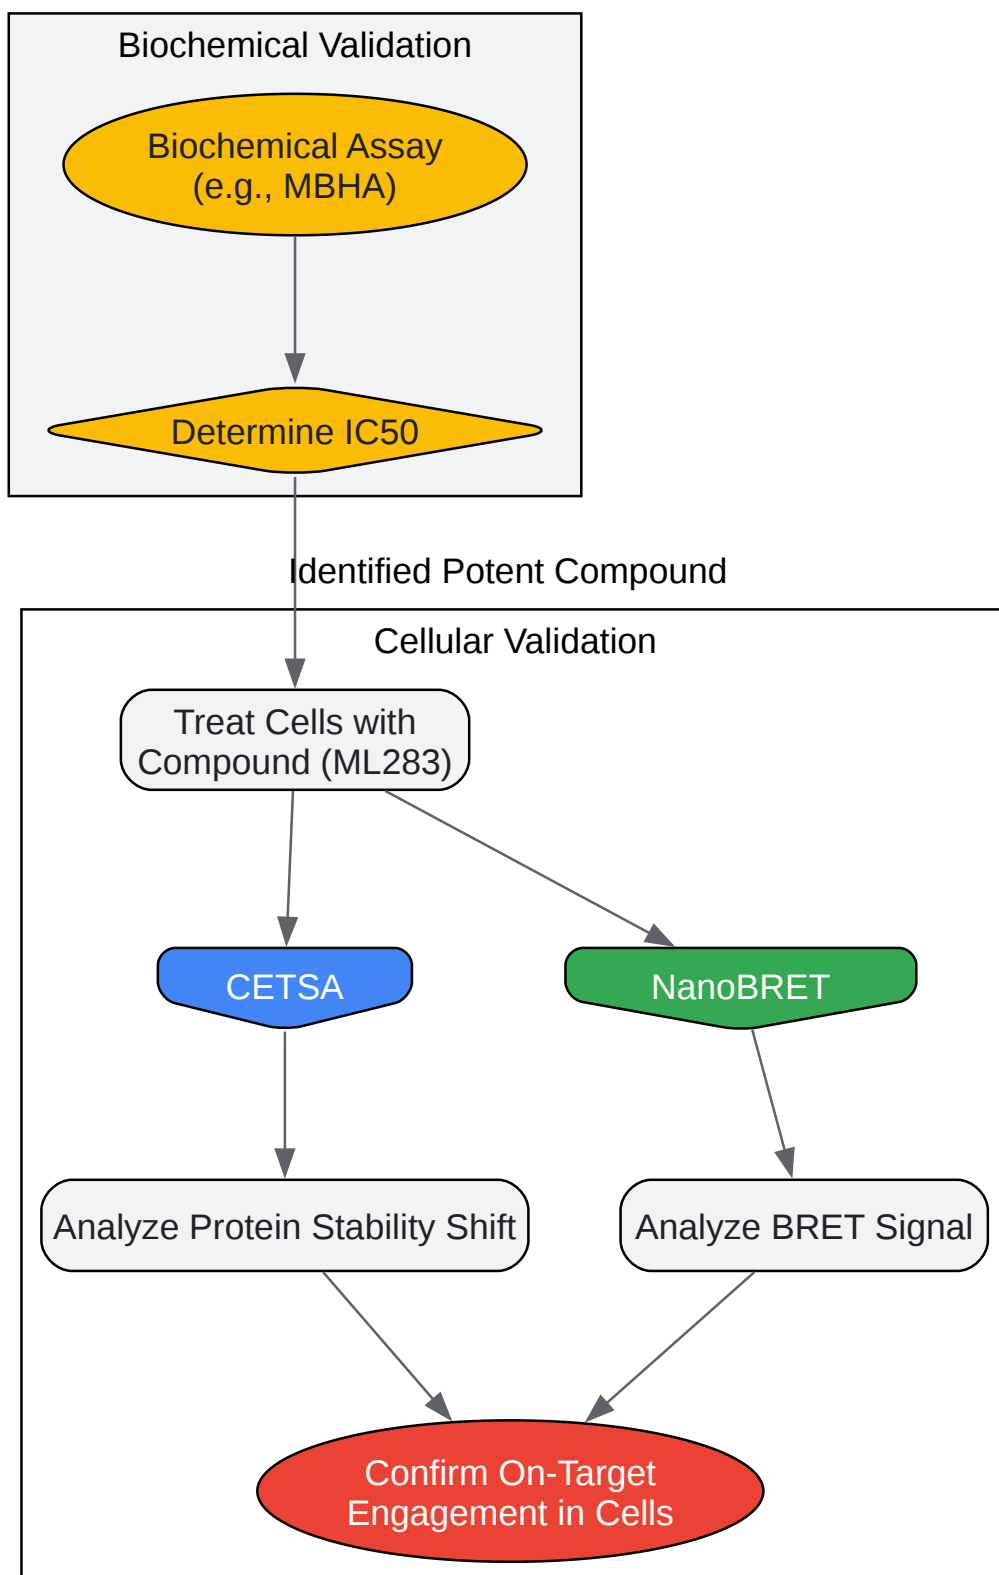 Biochemical Validation
Biochemical Assay
(e.g., MBHA)
Determine IC50
Identified Potent Compound
Cellular Validation
Treat Cells with
Compound (ML283)
CETSA
NanoBRET
Analyze Protein Stability Shift
Analyze BRET Signal
Confirm On-Target
Engagement in Cells